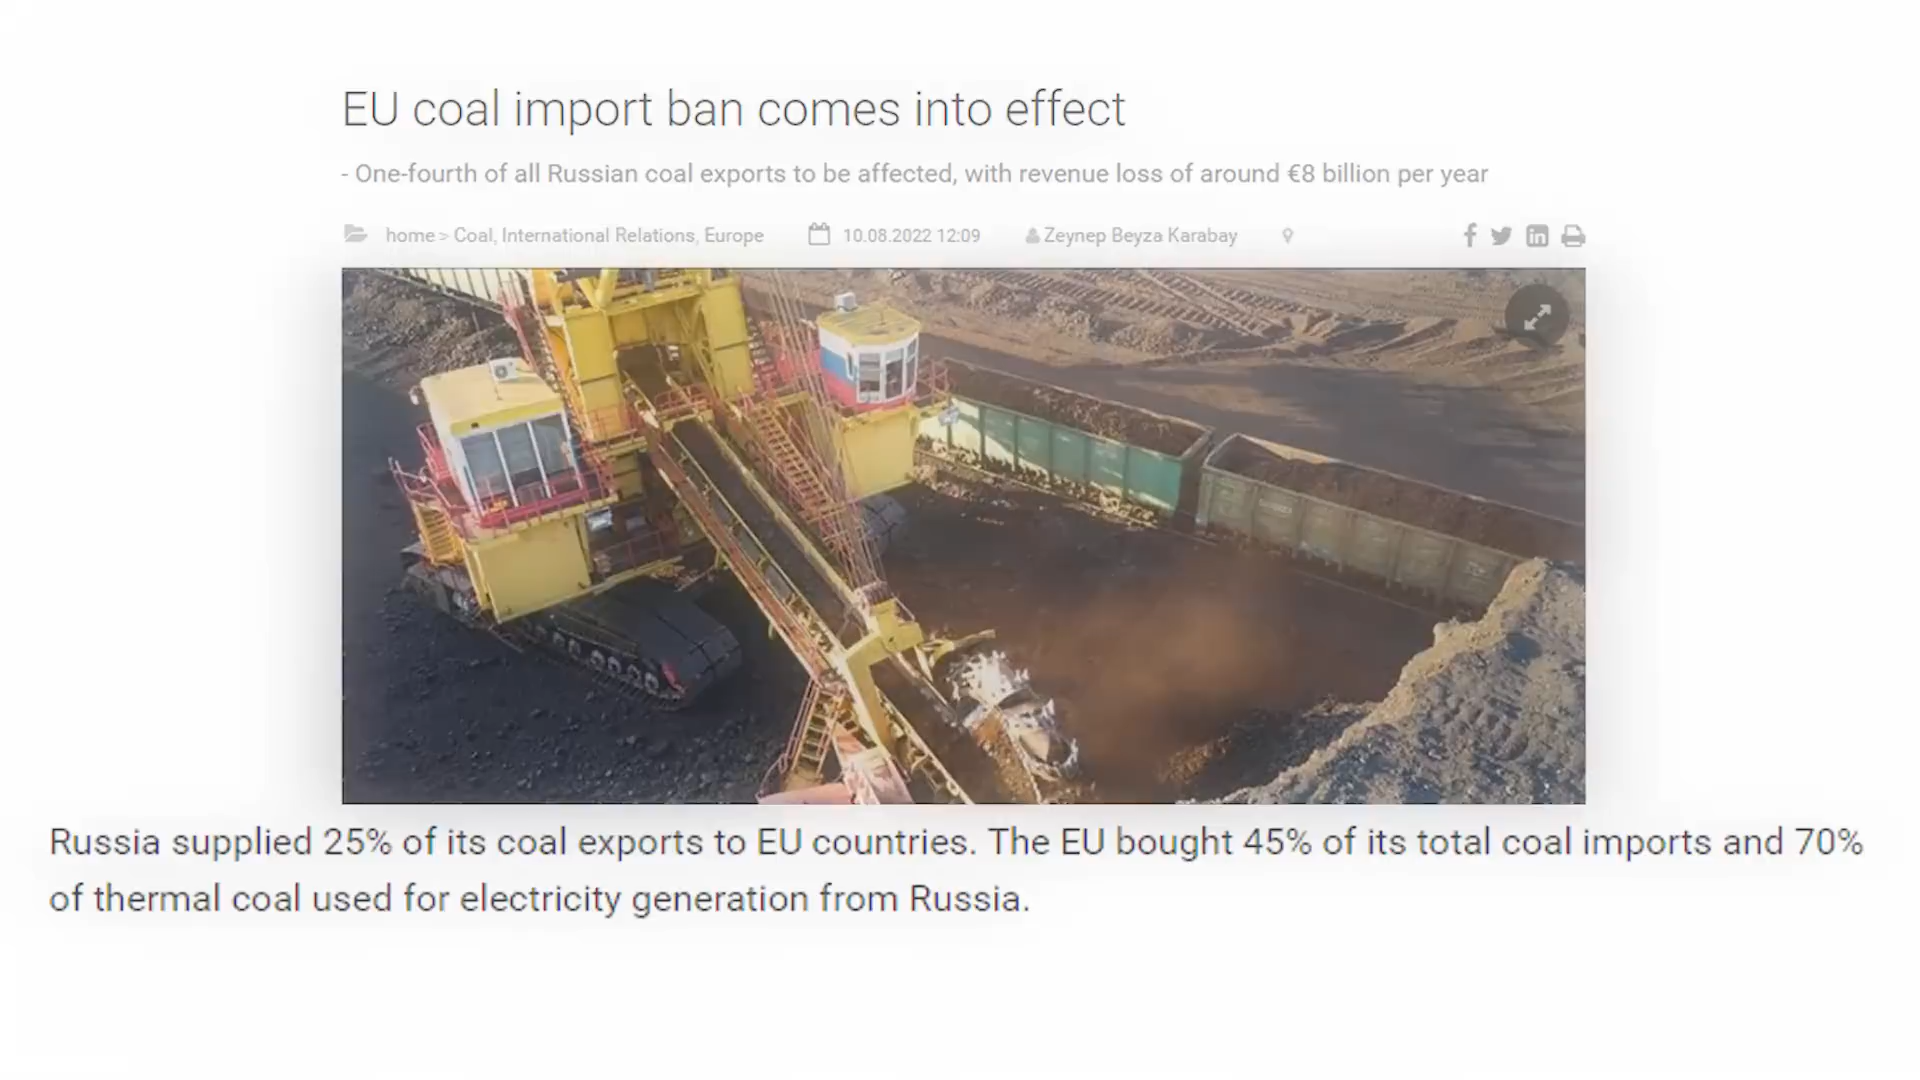 EU coal import ban comes into effect
- One-fourth of all Russian coal exports to be affected, with revenue loss of around €8 billion per year
home > Coal, International Relations, Europe 10.08.2022 12:09 Zeynep Beyza Karabay
Russia supplied 25% of its coal exports to EU countries. The EU bought 45% of its total coal imports and 70%
of thermal coal used for electricity generation from Russia.